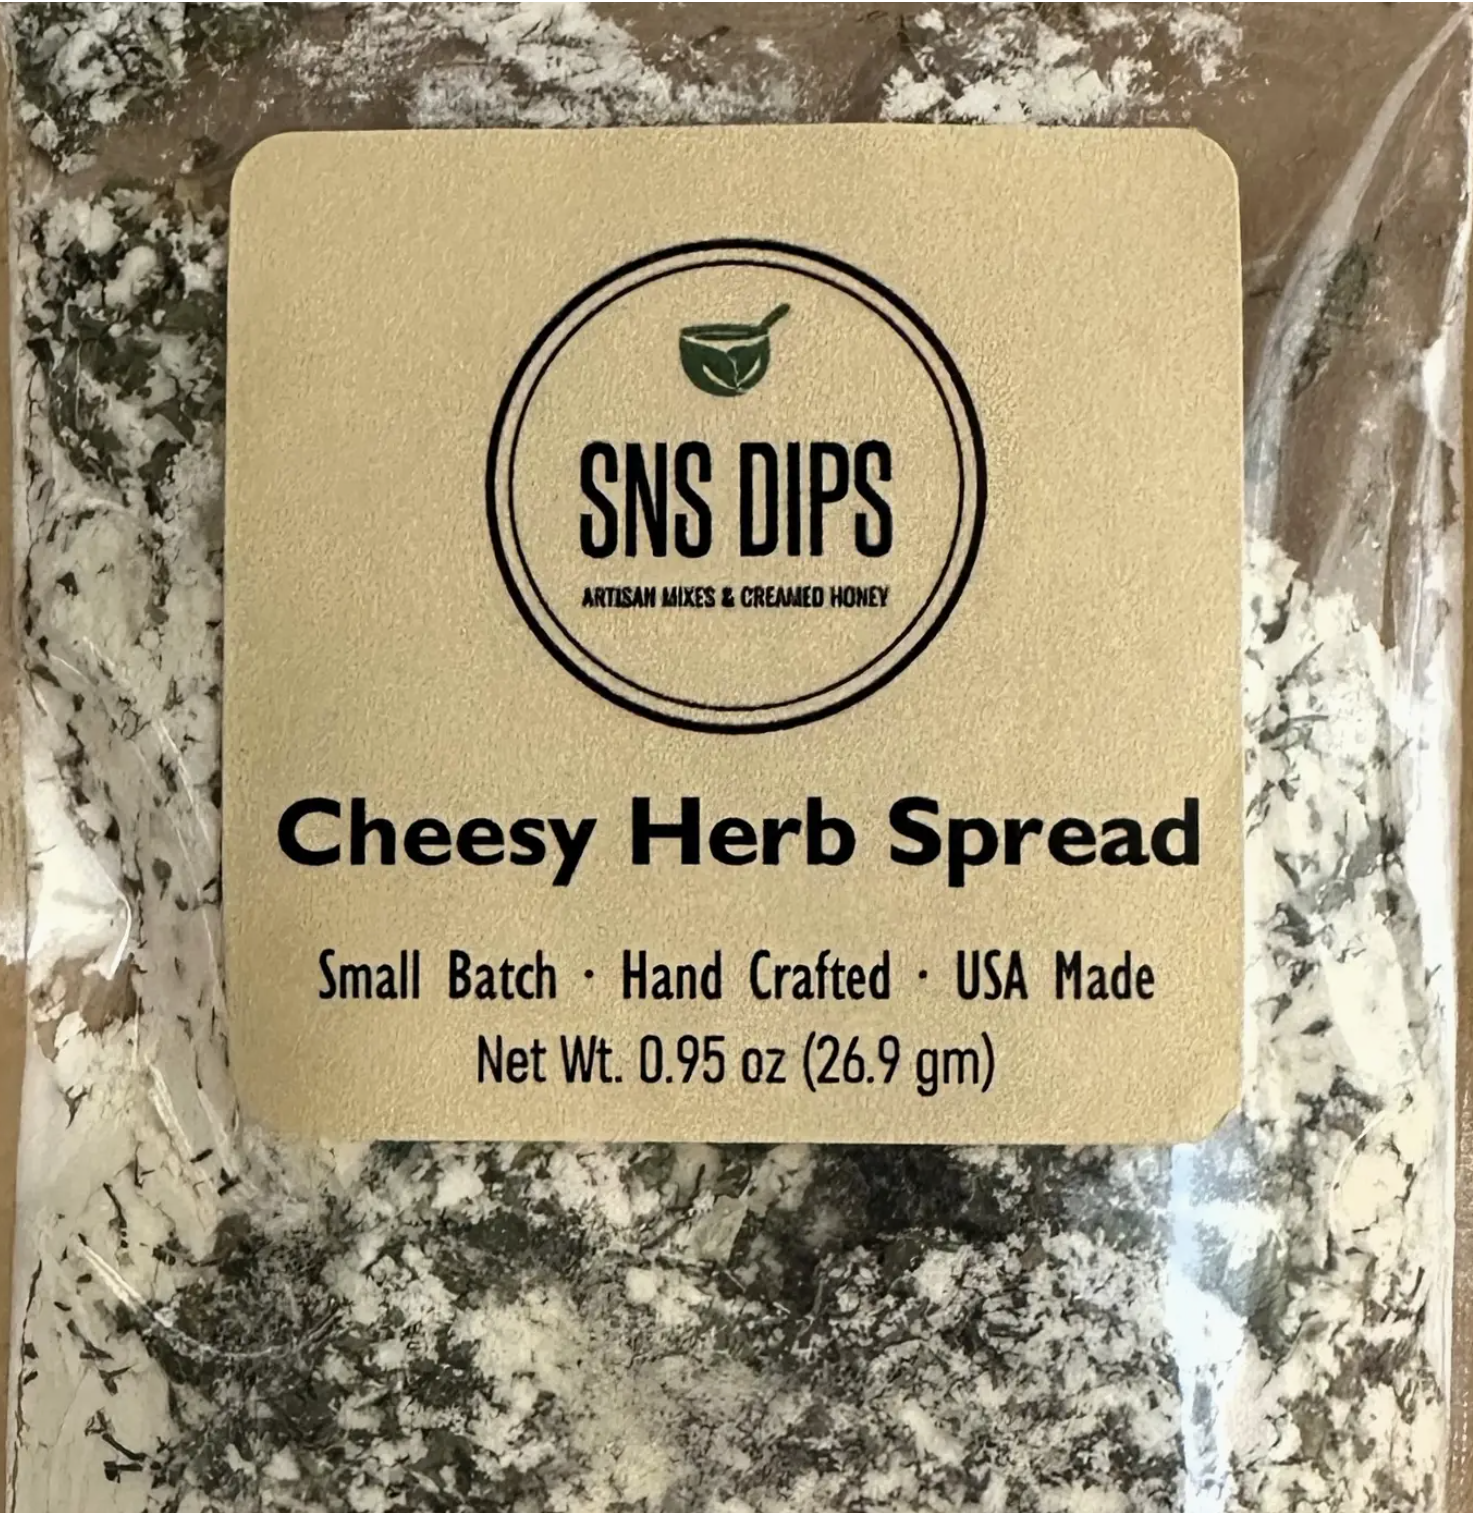 SNS DIPS
ARTISAN MIXES & CREAMED HONEY
Cheesy Herb Spread
Small Batch · Hand Crafted · USA Made
Net Wt. 0.95 oz (26.9 gm)